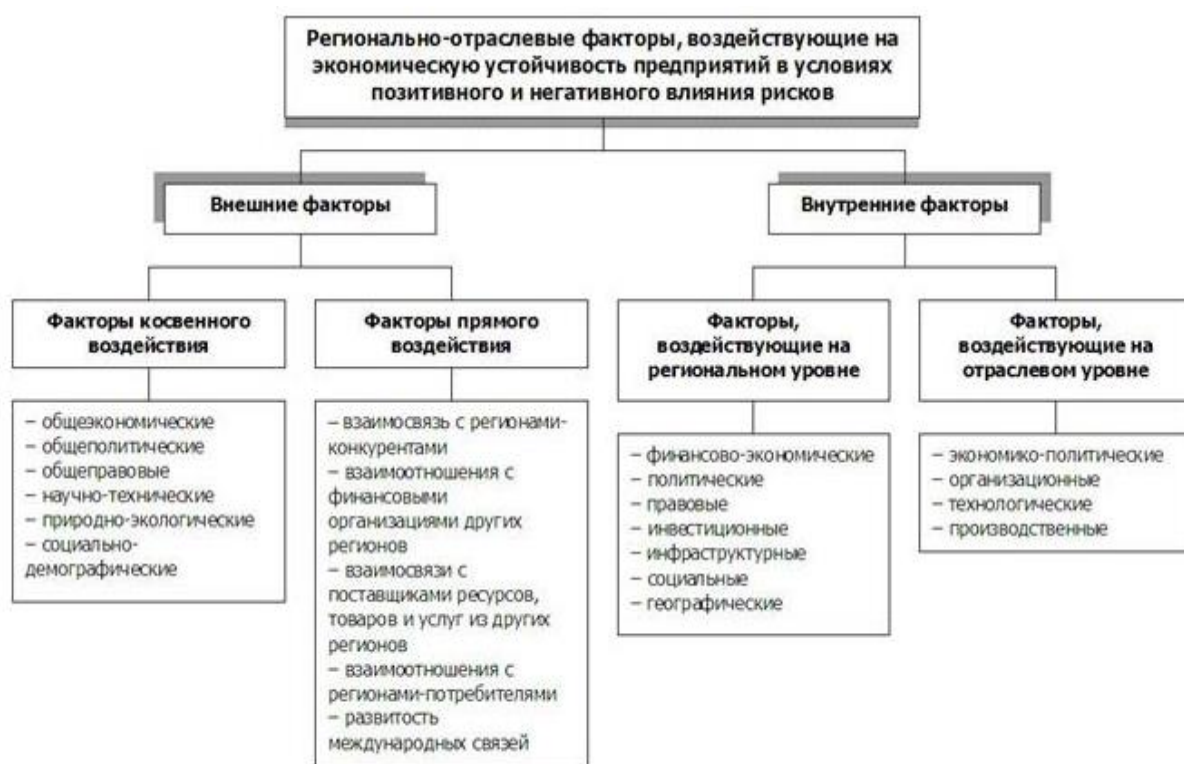 Регионально-отраслевые факторы, воздействующие на
экономическую устойчивость предприятий в условиях
позитивного и негативного влияния рисков
Внешние факторы
Внутренние факторы
Факторы косвенного
воздействия
Факторы прямого
воздействия
Факторы,
воздействующие на
региональном уровне
Факторы,
воздействующие на
отраслевом уровне
– общеэкономические
– общеполитические
– общеправовые
– научно-технические
– природно-экологические
– социально-
демографические
– взаимосвязь с регионами-
конкурентами
– взаимоотношения с
финансовыми
организациями других
регионов
– взаимосвязи с
поставщиками ресурсов,
товаров и услуг из других
регионов
– взаимоотношения с
регионами-потребителями
– развитость
международных связей
– финансово-экономические
– политические
– правовые
– инвестиционные
– инфраструктурные
– социальные
– географические
– экономико-политические
– организационные
– технологические
– производственные